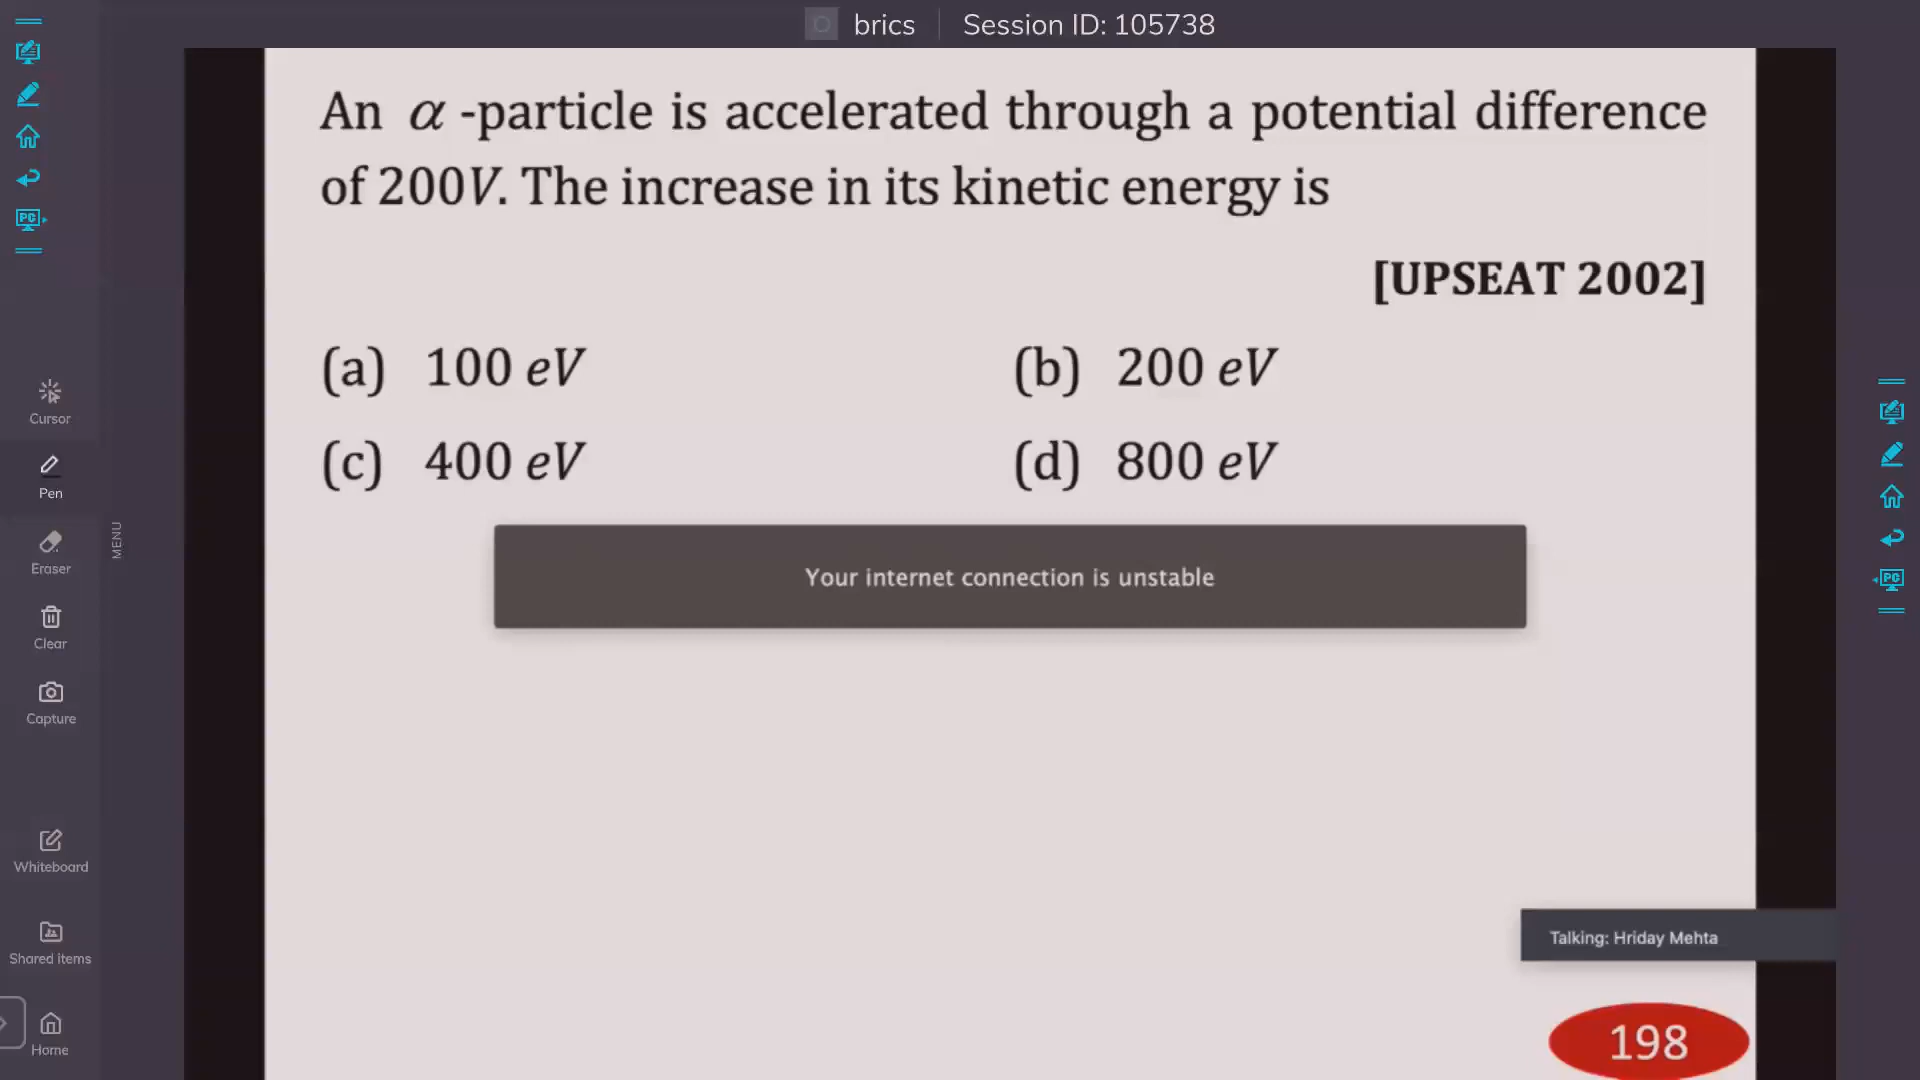 brics
Session ID: 105738
An α -particle is accelerated through a potential difference
of 200V. The increase in its kinetic energy is
[UPSEAT 2002]
(a) 100 eV
(b) 200 eV
(c) 400 eV
(d) 800 eV
Your internet connection is unstable
Talking: Hriday Mehta
198
PC
Cursor
Pen
Eraser
Clear
Capture
Whiteboard
Shared items
Home
MENU
PC